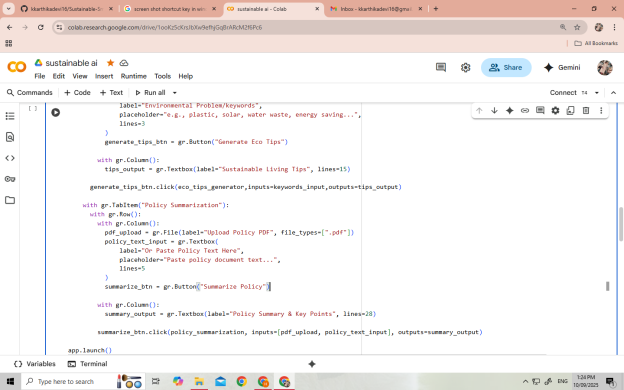 kkarthikadevi16/Sustainable-S
screen shot shortcut key in win
sustainable ai - Colab
Inbox - kkarthikadevi16@gmai
colab.research.google.com/drive/1ooKz5cKrsJbXw9efhjGqBrARcM2f6iPc6
All Bookmarks
sustainable ai
File Edit View Insert Runtime Tools Help
Share
Gemini
Commands + Code + Text Run all
Connect T4
[ ]
label="Environmental Problem/keywords",
placeholder="e.g., plastic, solar, water waste, energy saving...",
lines=3
)
generate_tips_btn = gr.Button("Generate Eco Tips")
with gr.Column():
tips_output = gr.Textbox(label="Sustainable Living Tips", lines=15)
generate_tips_btn.click(eco_tips_generator,inputs=keywords_input,outputs=tips_output)
with gr.TabItem("Policy Summarization"):
with gr.Row():
with gr.Column():
pdf_upload + gr.File(label="Upload Policy PDF", file_types=[".pdf"])
policy_text_input = gr.Textbox(
label="Or Paste Policy Text Here",
placeholder="Paste policy document text...",
lines=5
)
summarize_btn = gr.Button("Summarize Policy")
with gr.Column():
summary_output = gr.Textbox(label="Policy Summary & Key Points", lines=20)
summarize_btn.click(policy_summarization, inputs=[pdf_upload, policy_text_input], outputs=summary_output)
app.launch()
Variables Terminal
Type here to search
ENG
1:24 PM
10/09/2025